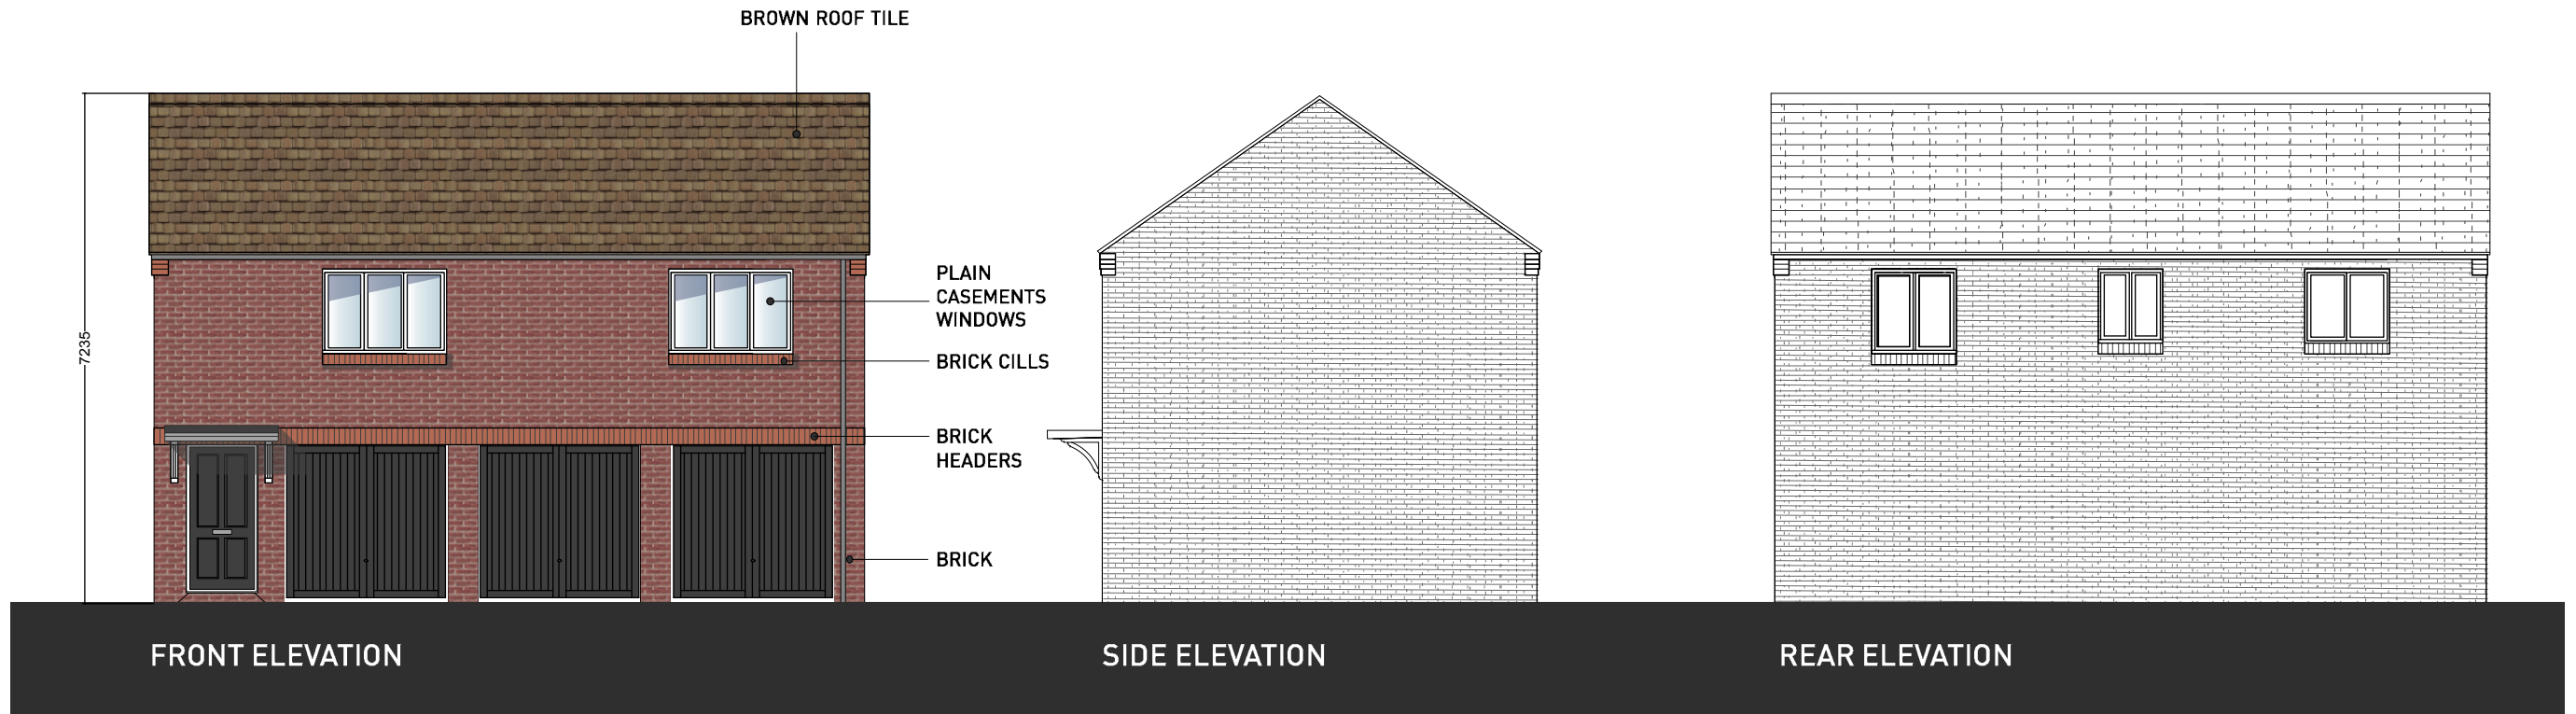 BROWN ROOF TILE
7235
PLAIN
CASEMENTS
WINDOWS
BRICK CILLS
BRICK
HEADERS
BRICK
FRONT ELEVATION
SIDE ELEVATION
REAR ELEVATION